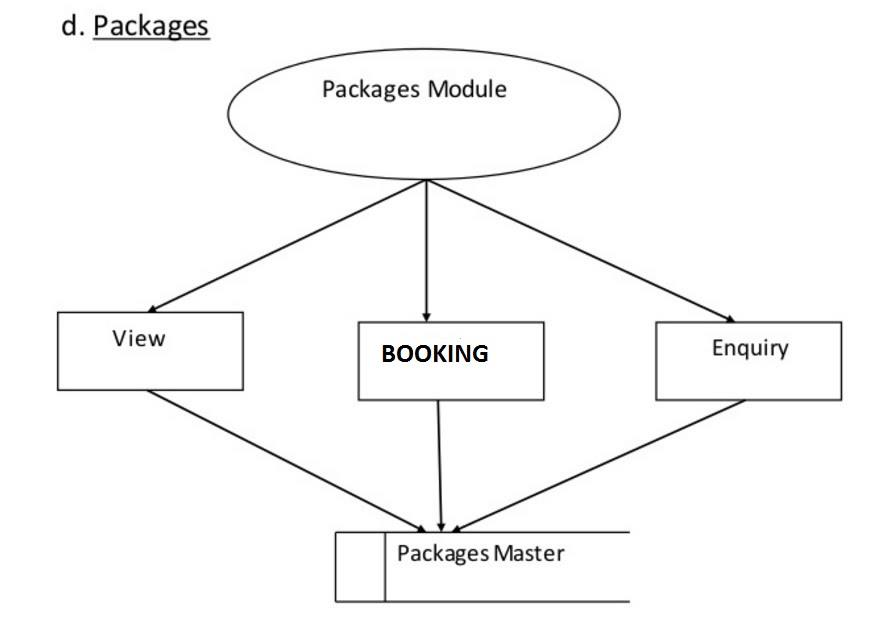 d. Packages
Packages Module
View
BOOKING
Enquiry
Packages Master